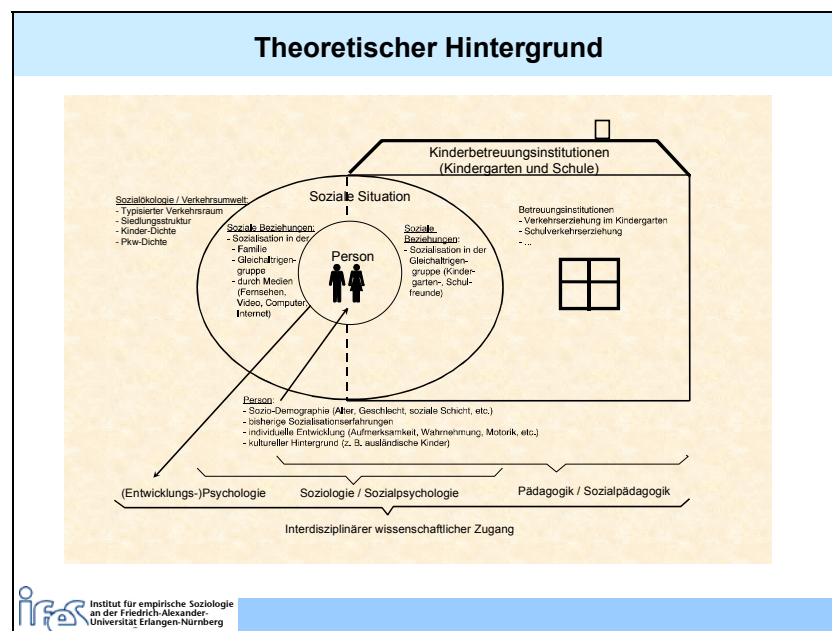 Theoretischer Hintergrund
Kinderbetreuungsinstitutionen
(Kindergarten und Schule)
Soziale Situation
Sozialökologie / Verkehrsumwelt:
- Typisierter Verkehrsraum
- Siedlungsstruktur
- Kinder-Dichte
- Pkw-Dichte
Soziale Beziehungen:
- Sozialisation in der
- Familie
- Gleichaltrigen-
gruppe
- durch Medien
(Fernsehen,
Video, Computer,
Internet)
Person
Soziale
Beziehungen:
- Sozialisation in der
Gleichaltrigen-
gruppe (Kinder-
garten-, Schul-
freunde)
Betreuungsinstitutionen
- Verkehrserziehung im Kindergarten
- Schulverkehrserziehung
- ...
Person:
- Sozio-Demographie (Alter, Geschlecht, soziale Schicht, etc.)
- bisherige Sozialisationserfahrungen
- individuelle Entwicklung (Aufmerksamkeit, Wahrnehmung, Motorik, etc.)
- kultureller Hintergrund (z. B. ausländische Kinder)
(Entwicklungs-)Psychologie
Soziologie / Sozialpsychologie
Pädagogik / Sozialpädagogik
Interdisziplinärer wissenschaftlicher Zugang
ifes
Institut für empirische Soziologie
an der Friedrich-Alexander-
Universität Erlangen-Nürnberg